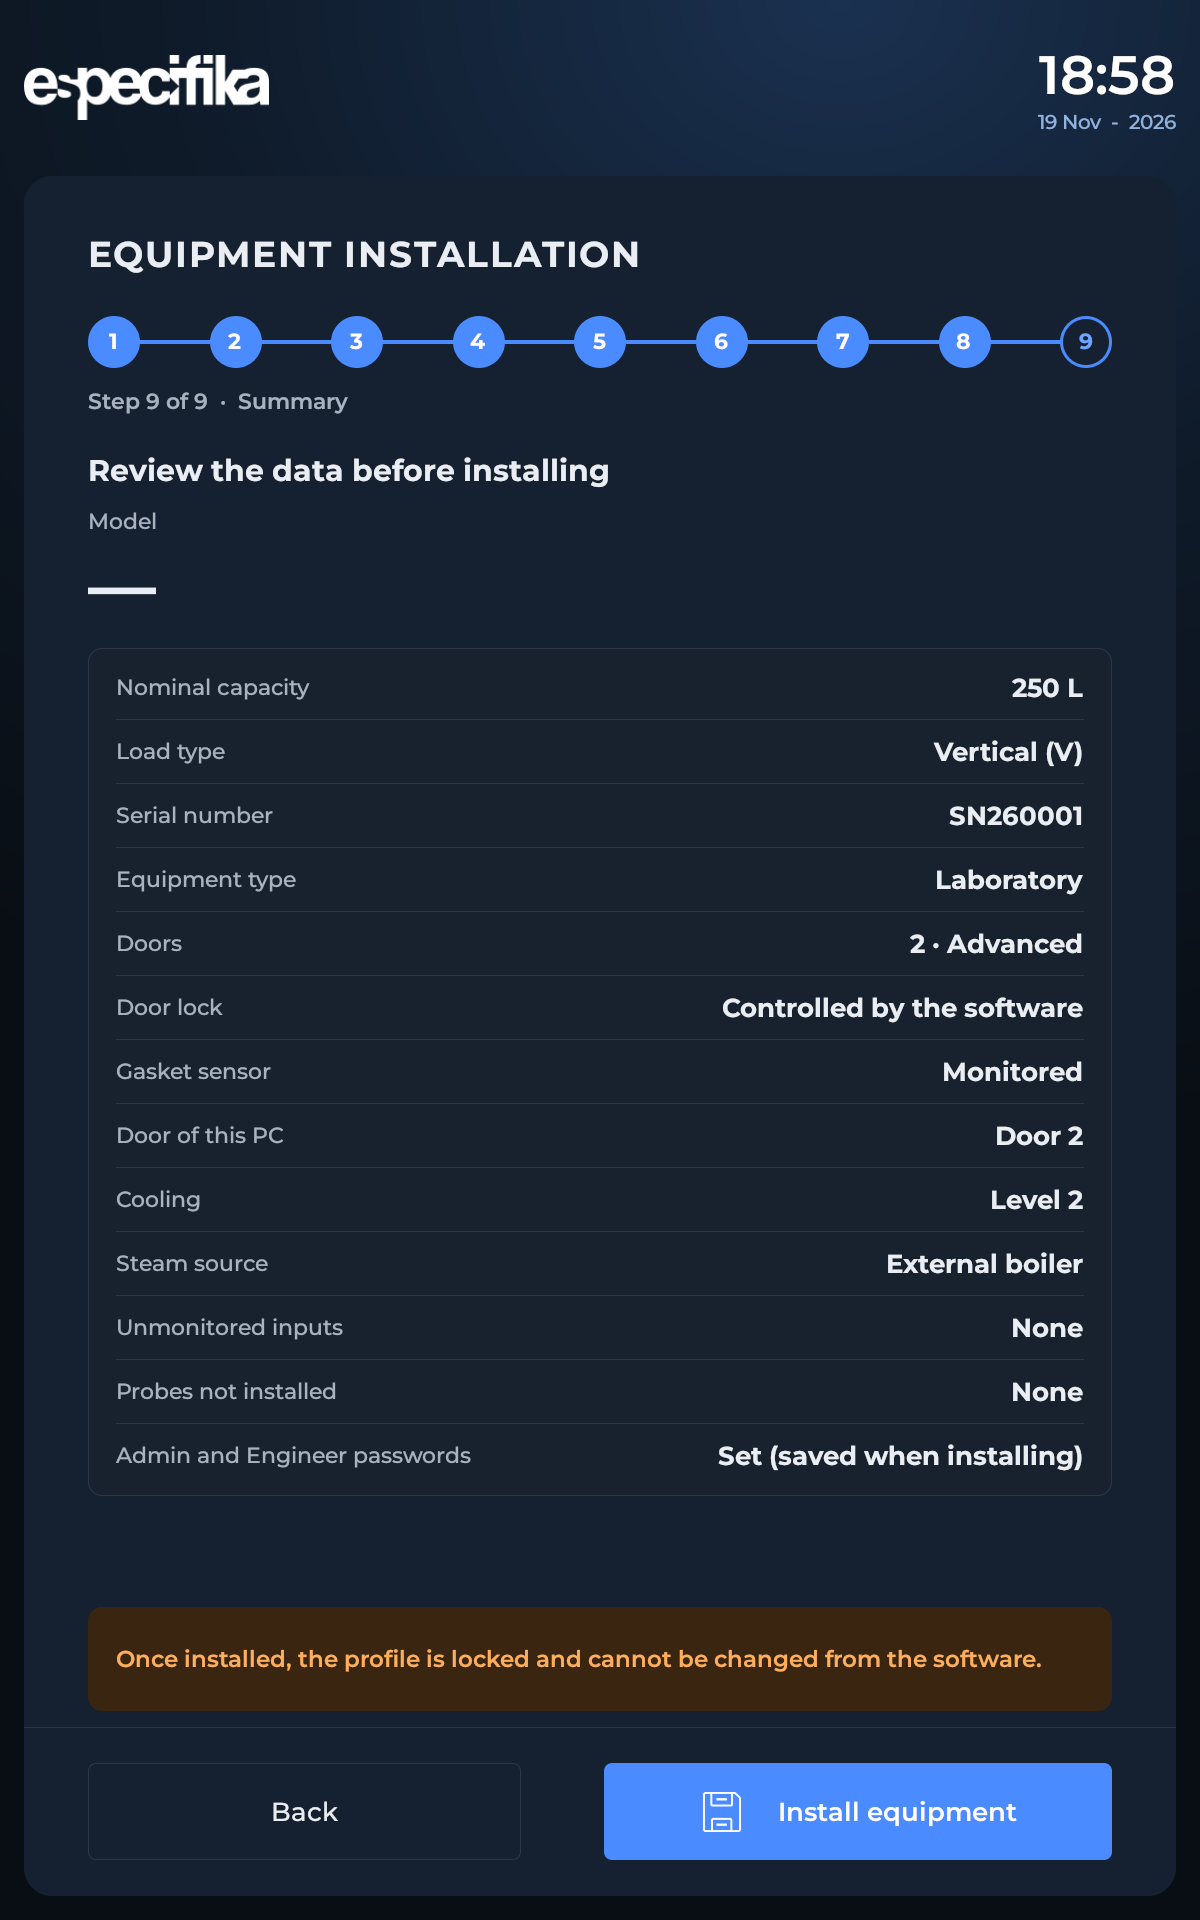 especifika
18:58
19 Nov - 2026
EQUIPMENT INSTALLATION
1 2 3 4 5 6 7 8 9
Step 9 of 9 · Summary
Review the data before installing
Model
—
Nominal capacity 250 L
Load type Vertical (V)
Serial number SN260001
Equipment type Laboratory
Doors 2 · Advanced
Door lock Controlled by the software
Gasket sensor Monitored
Door of this PC Door 2
Cooling Level 2
Steam source External boiler
Unmonitored inputs None
Probes not installed None
Admin and Engineer passwords Set (saved when installing)
Once installed, the profile is locked and cannot be changed from the software.
Back Install equipment